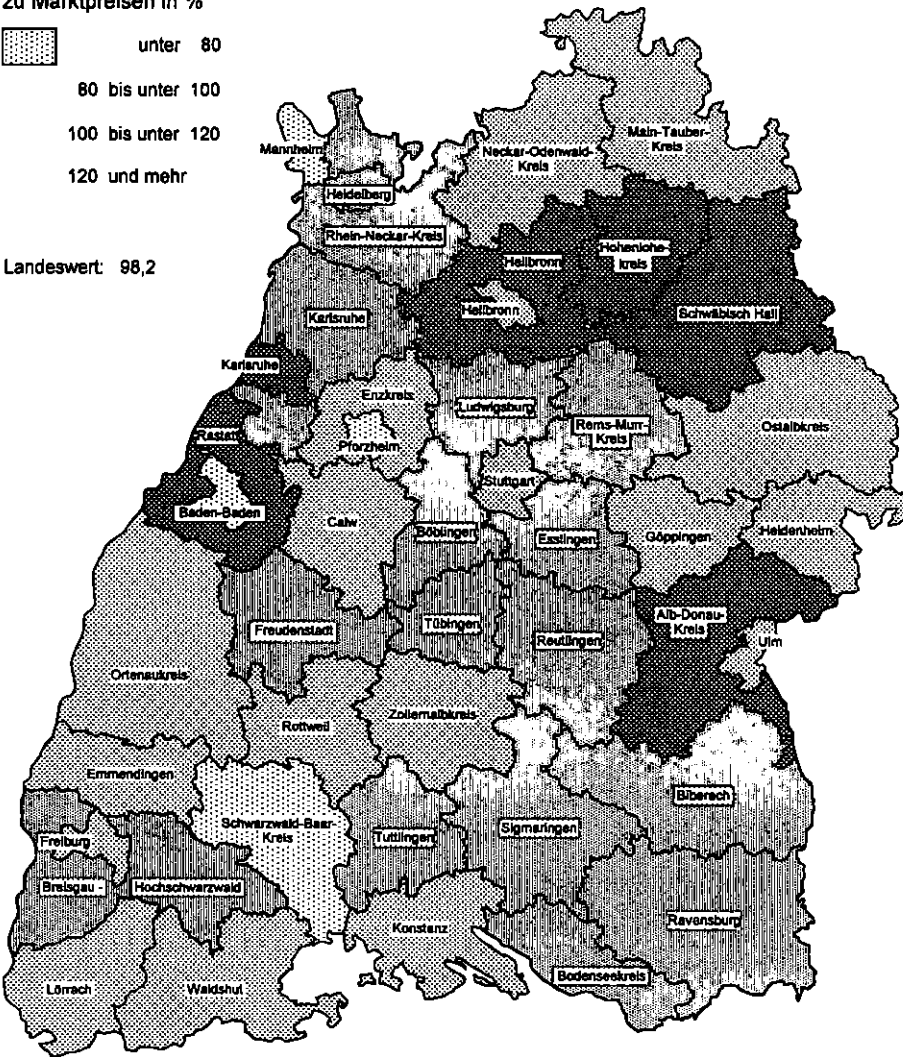 zu Marktpreisen in %
unter 80
80 bis unter 100
100 bis unter 120
120 und mehr
Landeswert: 98,2
Main-Tauber-
Kreis
Mannheim
Neckar-Odenwald-
Kreis
Heidelberg
Rhein-Neckar-Kreis
Heilbronn
Hohenlohe-
kreis
Heilbronn
Schwäbisch Hall
Karlsruhe
Karlsruhe
Enzkreis
Ludwigsburg
Rems-Murr-
Kreis
Ostalbkreis
Rastatt
Pforzheim
Stuttgart
Baden-Baden
Calw
Böblingen
Esslingen
Göppingen
Heidenheim
Freudenstadt
Tübingen
Reutlingen
Alb-Donau-
Kreis
Ulm
Ortenaukreis
Rottweil
Zollernalbkreis
Emmendingen
Schwarzwald-Baar-
Kreis
Tuttlingen
Sigmaringen
Biberach
Freiburg
Breisgau -
Hochschwarzwald
Konstanz
Ravensburg
Lörrach
Waldshut
Bodenseekreis